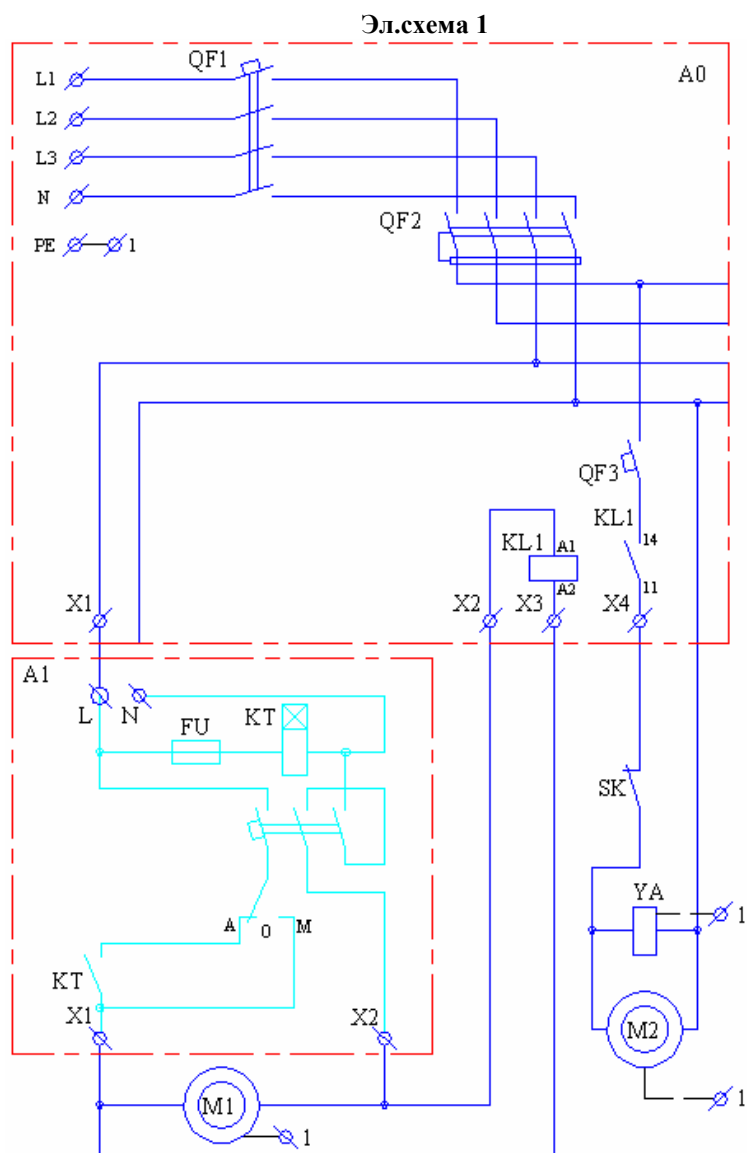 Эл.схема 1
QF1
A0
L1
L2
L3
N
QF2
PE 1
QF3
KL1
14
KL1 A1
A2 11
X1 X2 X3 X4
A1
L N
FU KT
SK
YA
1
A 0 M
KT
X1 X2
M2
M1 1
1